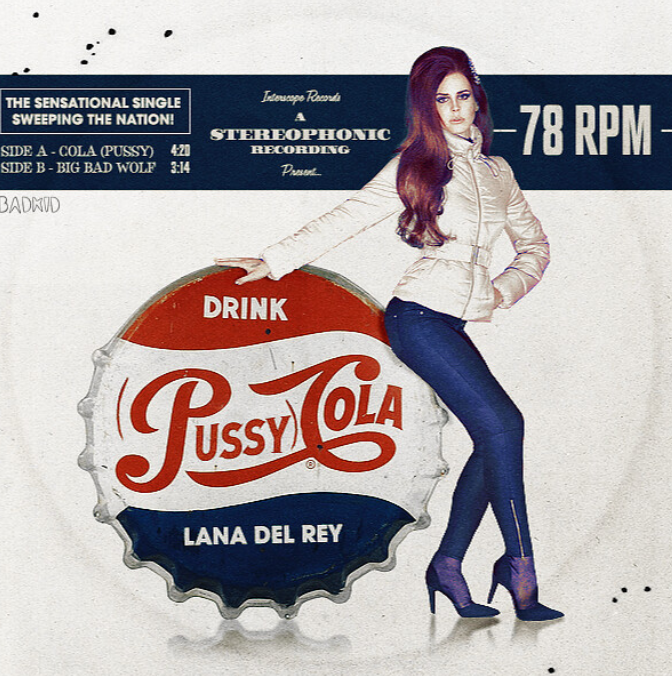 THE SENSATIONAL SINGLE
SWEEPING THE NATION!
SIDE A - COLA (PUSSY) 4:20
SIDE B - BIG BAD WOLF 3:14
Interscope Records
A
STEREOPHONIC
RECORDING
Present...
78 RPM
BADKID
DRINK
(PUSSY) COLA
®
LANA DEL REY